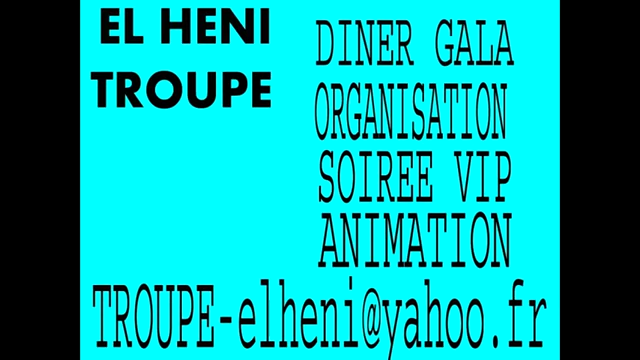 EL HENI
TROUPE
DINER GALA
ORGANISATION
SOIREE VIP
ANIMATION
TROUPE-elheni@yahoo.fr